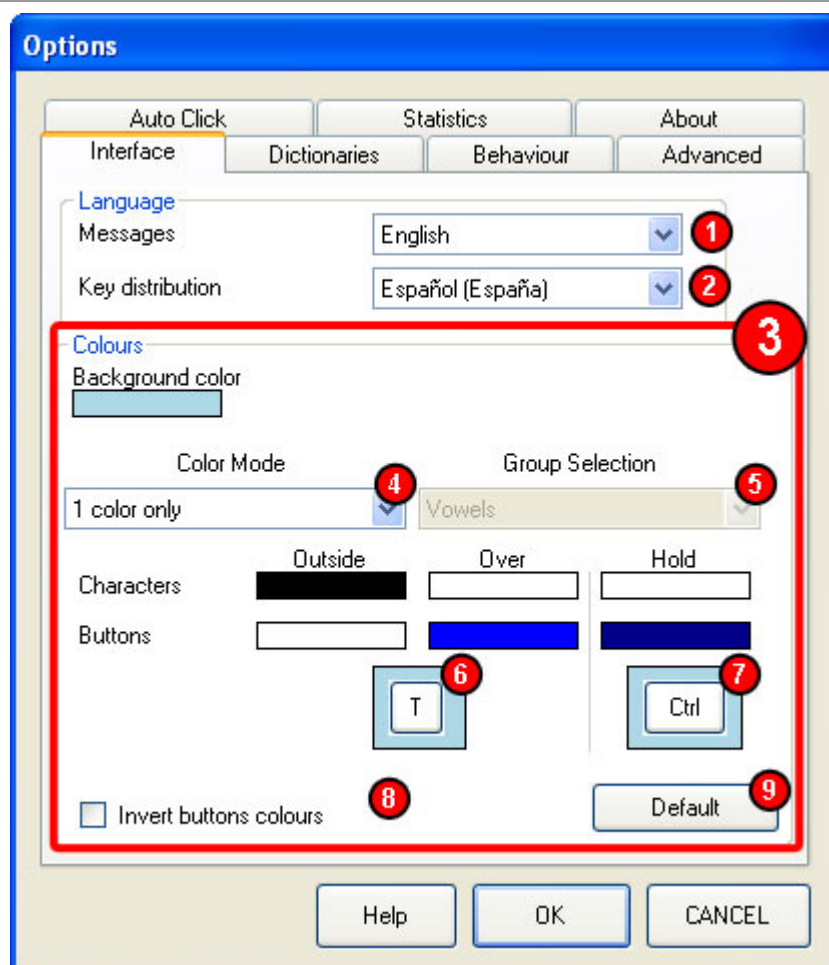 Options
Auto Click Statistics About
Interface Dictionaries Behaviour Advanced
Language
Messages English 1
Key distribution Español (España) 2
3
Colours
Background color
Color Mode Group Selection
1 color only 4 Vowels 5
Outside Over Hold
Characters
Buttons
6 7
T Ctrl
Invert buttons colours 8 Default 9
Help OK CANCEL